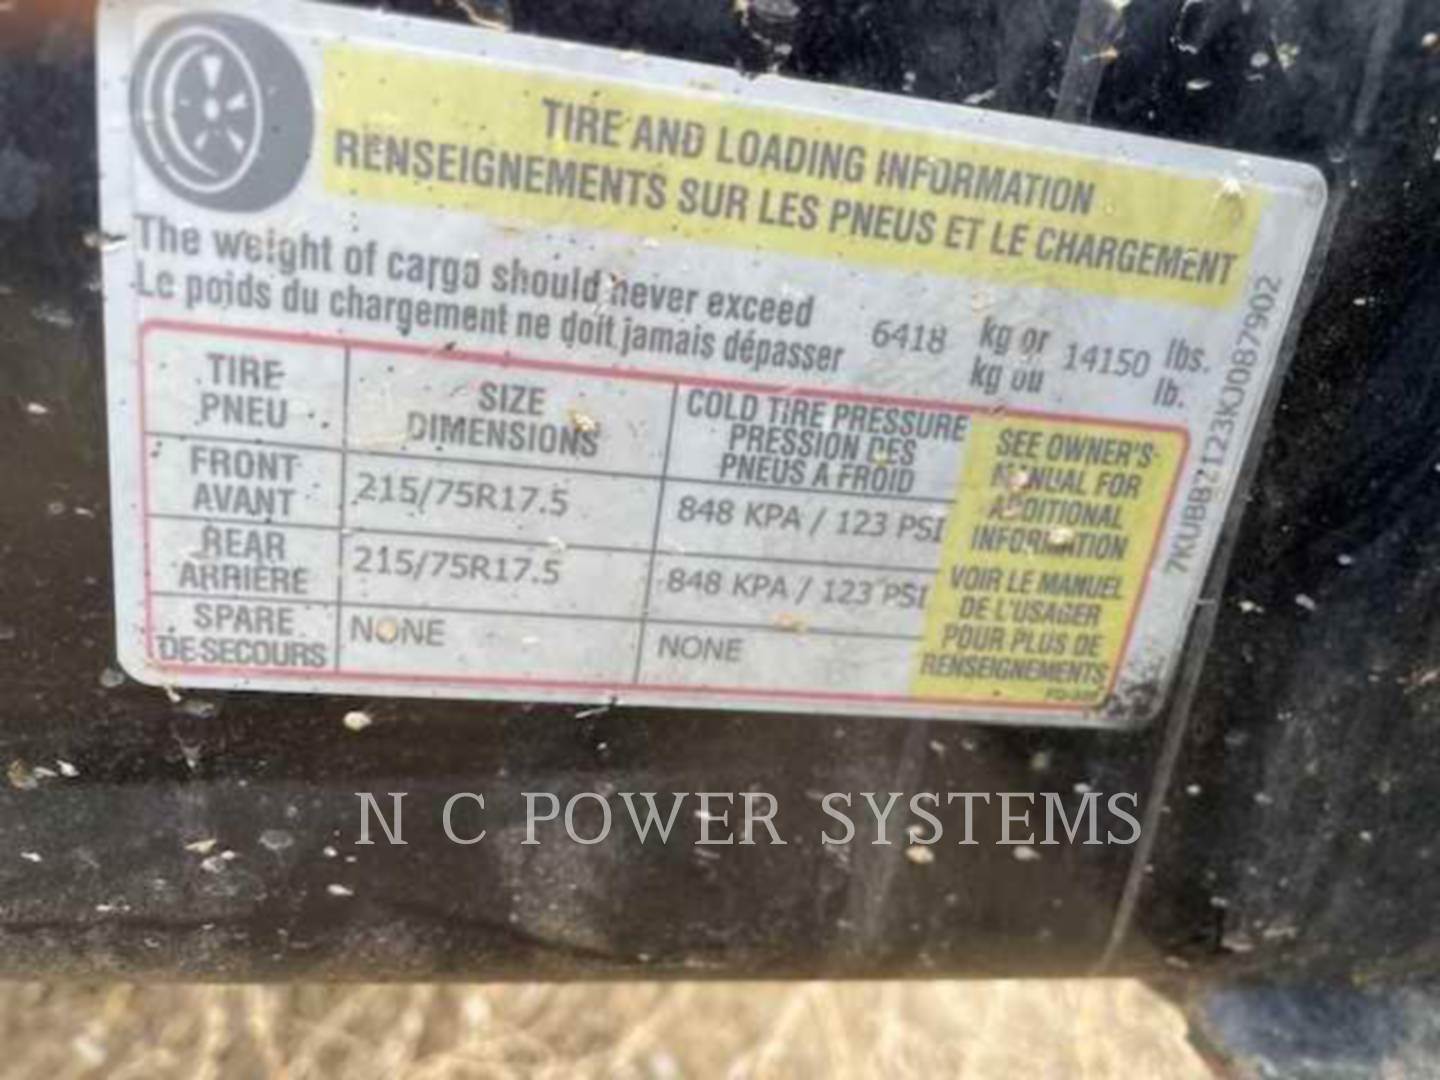 TIRE AND LOADING INFORMATION
RENSEIGNEMENTS SUR LES PNEUS ET LE CHARGEMENT
The weight of cargo should never exceed
Le poids du chargement ne doit jamais dépasser
6418 kg or 14150 lbs.
kg ou lb.
TIRE
PNEU
SIZE
DIMENSIONS
COLD TIRE PRESSURE
PRESSION DES
PNEUS A FROID
FRONT
AVANT
215/75R17.5
848 KPA / 123 PSI
REAR
ARRIÈRE
215/75R17.5
848 KPA / 123 PSI
SPARE
DE SECOURS
NONE
NONE
SEE OWNER'S
MANUAL FOR
ADDITIONAL
INFORMATION
VOIR LE MANUEL
DE L'USAGER
POUR PLUS DE
RENSEIGNEMENTS
N C POWER SYSTEMS